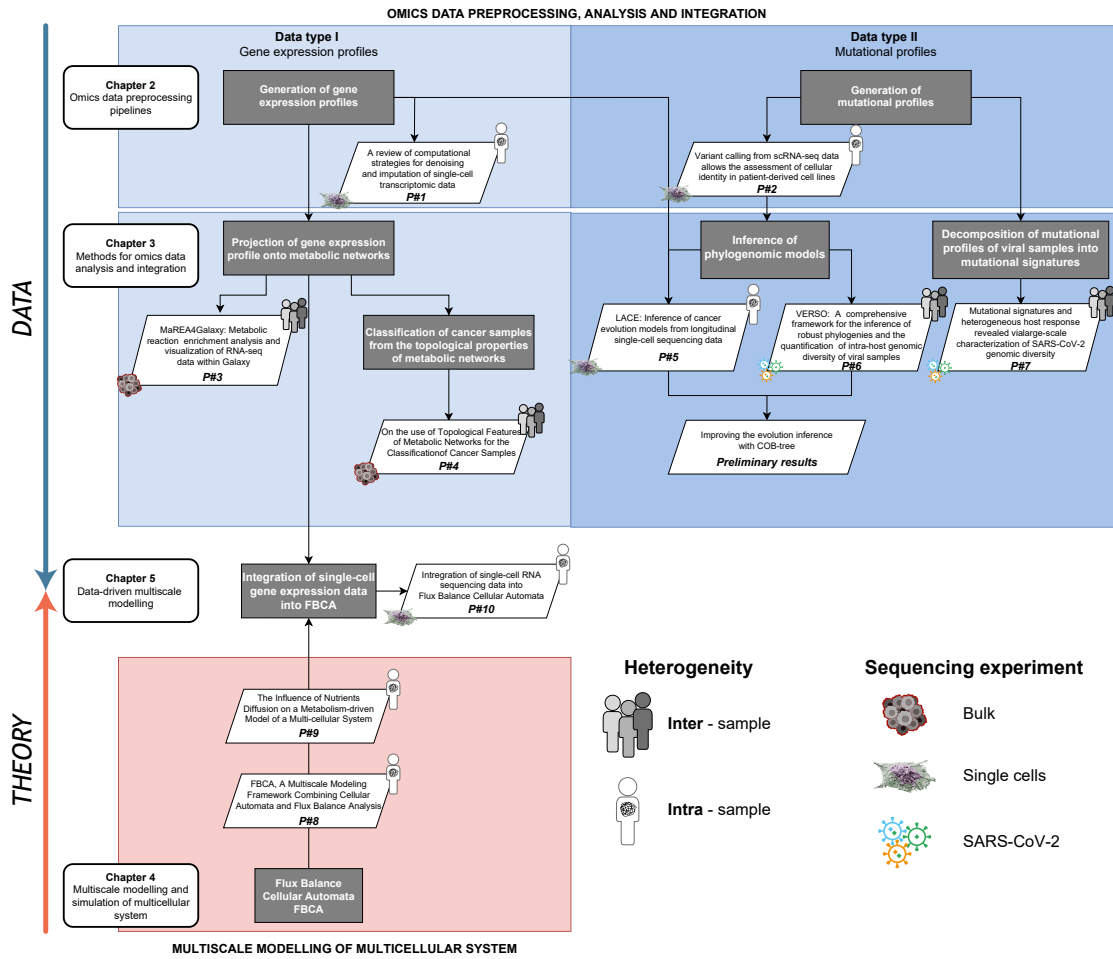 OMICS DATA PREPROCESSING, ANALYSIS AND INTEGRATION
Data type I
Gene expression profiles
Data type II
Mutational profiles
Chapter 2
Omics data preprocessing
pipelines
Generation of gene
expression profiles
Generation of
mutational profiles
A review of computational
strategies for denoising
and imputation of single-cell
transcriptomic data
P#1
Variant calling from scRNA-seq data
allows the assessment of cellular
identity in patient-derived cell lines
P#2
Chapter 3
Methods for omics data
analysis and integration
Projection of gene expression
profile onto metabolic networks
Inference of
phylogenomic models
Decomposition of mutational
profiles of viral samples into
mutational signatures
DATA
MaREA4Galaxy: Metabolic
reaction enrichment analysis and
visualization of RNA-seq
data within Galaxy
P#3
Classification of cancer samples
from the topological properties
of metabolic networks
LACE: Inference of cancer
evolution models from longitudinal
single-cell sequencing data
P#5
VERSO: A comprehensive
framework for the inference of
robust phylogenies and the
quantification of intra-host genomic
diversity of viral samples
P#6
Mutational signatures and
heterogeneous host response
revealed vialarge-scale
characterization of SARS-CoV-2
genomic diversity
P#7
On the use of Topological Features
of Metabolic Networks for the
Classificationof Cancer Samples
P#4
Improving the evolution inference
with COB-tree
Preliminary results
Chapter 5
Data-driven multiscale
modelling
Integration of single-cell
gene expression data
into FBCA
Intregration of single-cell RNA
sequencing data into
Flux Balance Cellular Automata
P#10
THEORY
The Influence of Nutrients
Diffusion on a Metabolism-driven
Model of a Multi-cellular System
P#9
FBCA, A Multiscale Modeling
Framework Combining Cellular
Automata and Flux Balance Analysis
P#8
Chapter 4
Multiscale modelling and
simulation of multicellular
system
Flux Balance
Cellular Automata
FBCA
MULTISCALE MODELLING OF MULTICELLULAR SYSTEM
Heterogeneity
Inter - sample
Intra - sample
Sequencing experiment
Bulk
Single cells
SARS-CoV-2